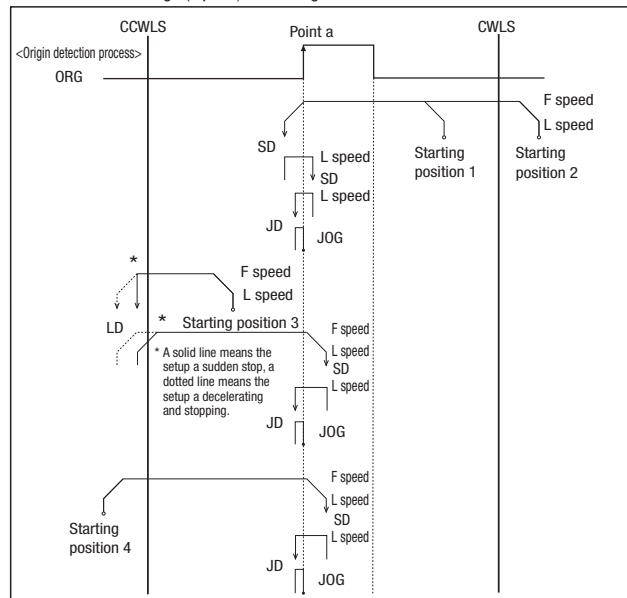 CCWLS
Point a
CWLS
<Origin detection process>
ORG
F speed
L speed
SD
L speed
SD
Starting
position 1
Starting
position 2
L speed
JD
JOG
*
F speed
L speed
LD
*
Starting position 3
F speed
* A solid line means the
setup a sudden stop, a
dotted line means the
setup a decelerating
and stopping.
L speed
SD
L speed
JD
JOG
F speed
L speed
SD
Starting
position 4
L speed
JD
JOG